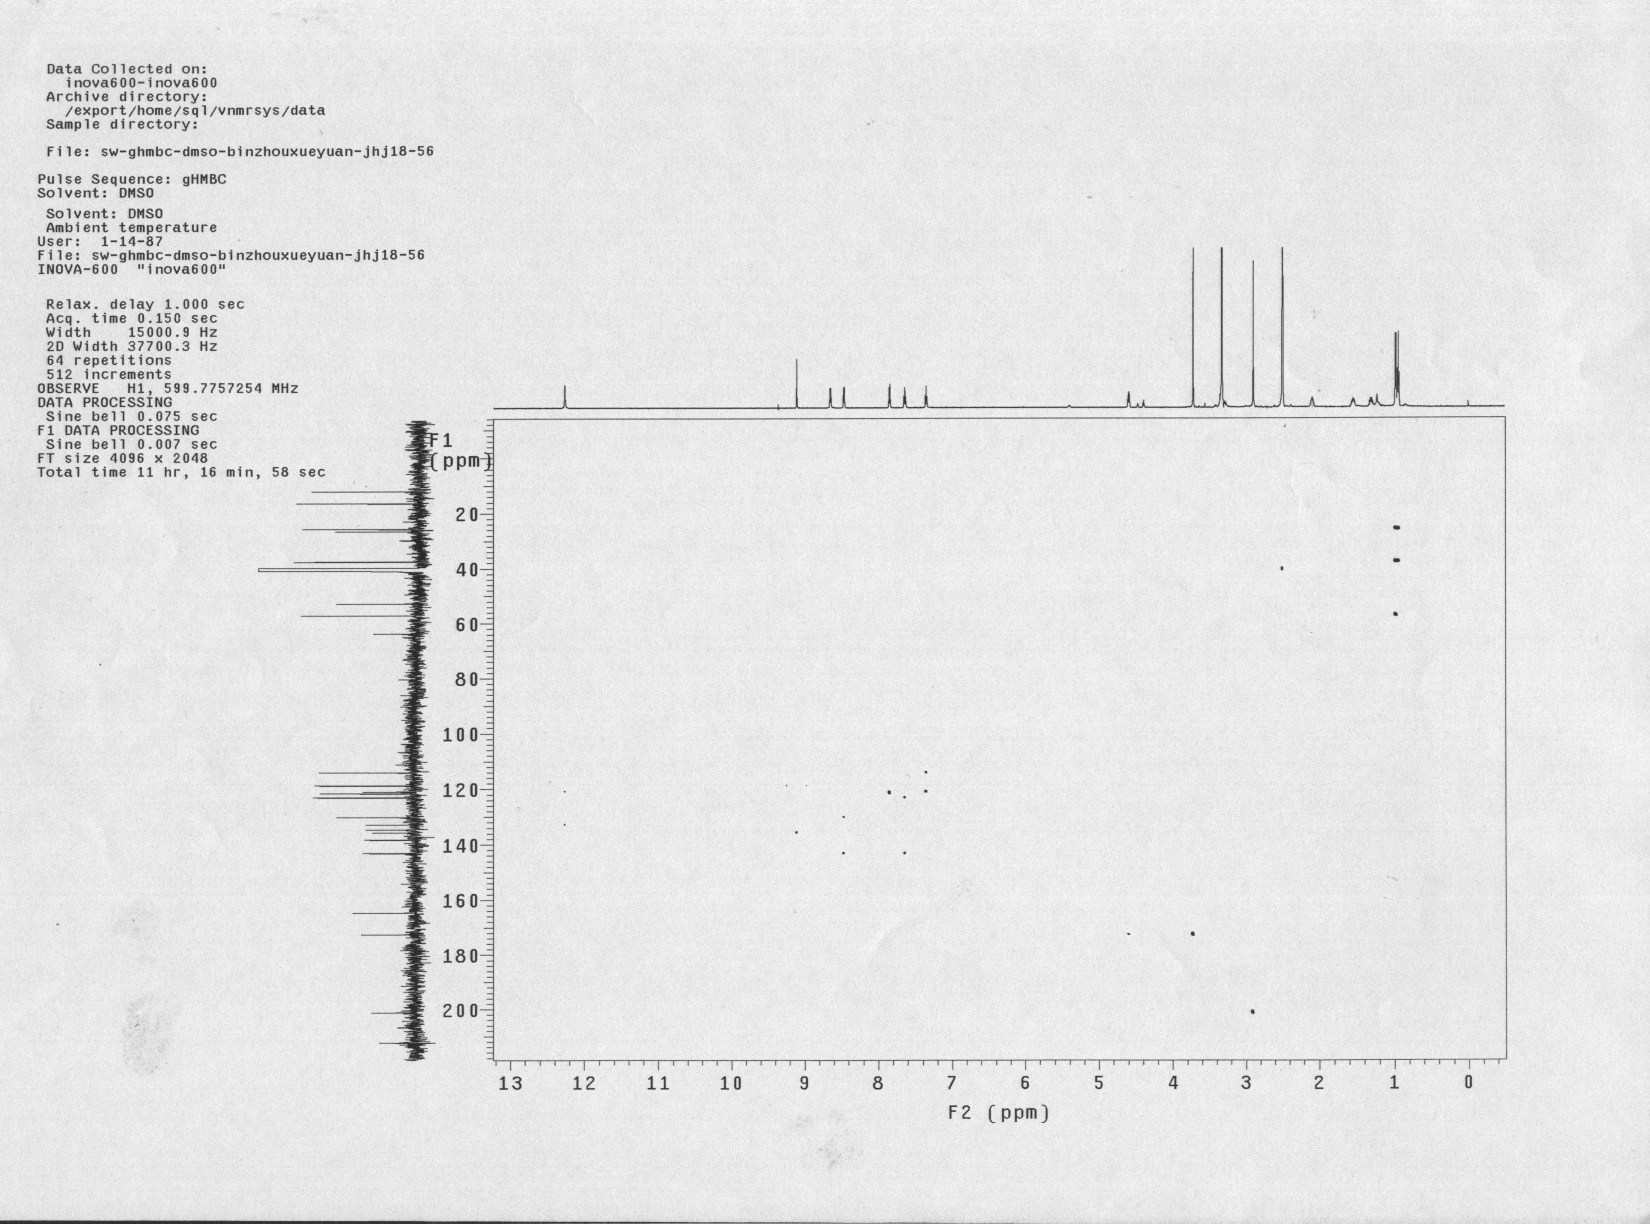 Data Collected on:
inova600-inova600
Archive directory:
/export/home/sql/vnmrsys/data
Sample directory:
File: sw-ghmbc-dmso-binzhouxueyuan-jhj18-56
Pulse Sequence: gHMBC
Solvent: DMSO
Solvent: DMSO
Ambient temperature
User: 1-14-87
File: sw-ghmbc-dmso-binzhouxueyuan-jhj18-56
INOVA-600 "inova600"
Relax. delay 1.000 sec
Acq. time 0.150 sec
Width 15000.9 Hz
2D Width 37700.3 Hz
64 repetitions
512 increments
OBSERVE H1, 599.7757254 MHz
DATA PROCESSING
Sine bell 0.075 sec
F1 DATA PROCESSING
Sine bell 0.007 sec
FT size 4096 x 2048
Total time 11 hr, 16 min, 58 sec
F1
(ppm)
20
40
60
80
100
120
140
160
180
200
13 12 11 10 9 8 7 6 5 4 3 2 1 0
F2 (ppm)